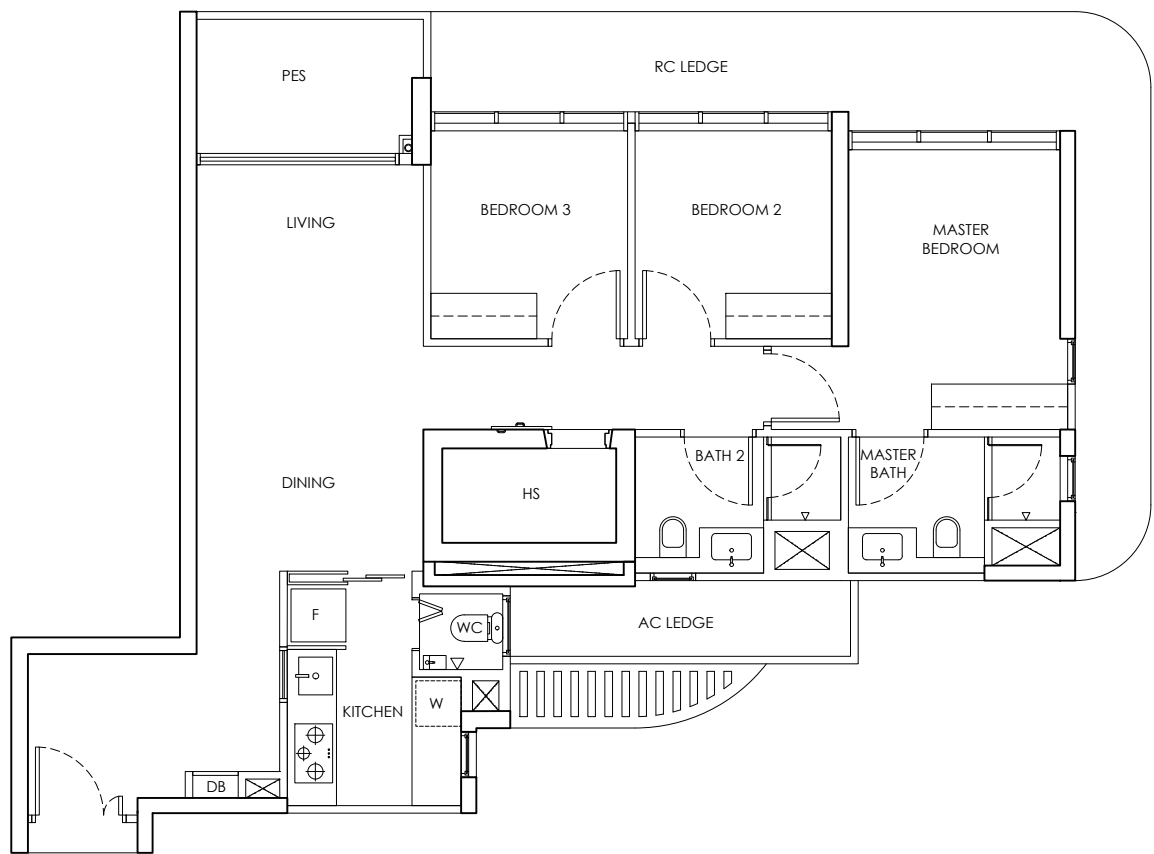 RC LEDGE
PES
BEDROOM 3
BEDROOM 2
LIVING
MASTER
BEDROOM
BATH 2
MASTER
BATH
DINING
HS
F
WC
AC LEDGE
W
KITCHEN
DB